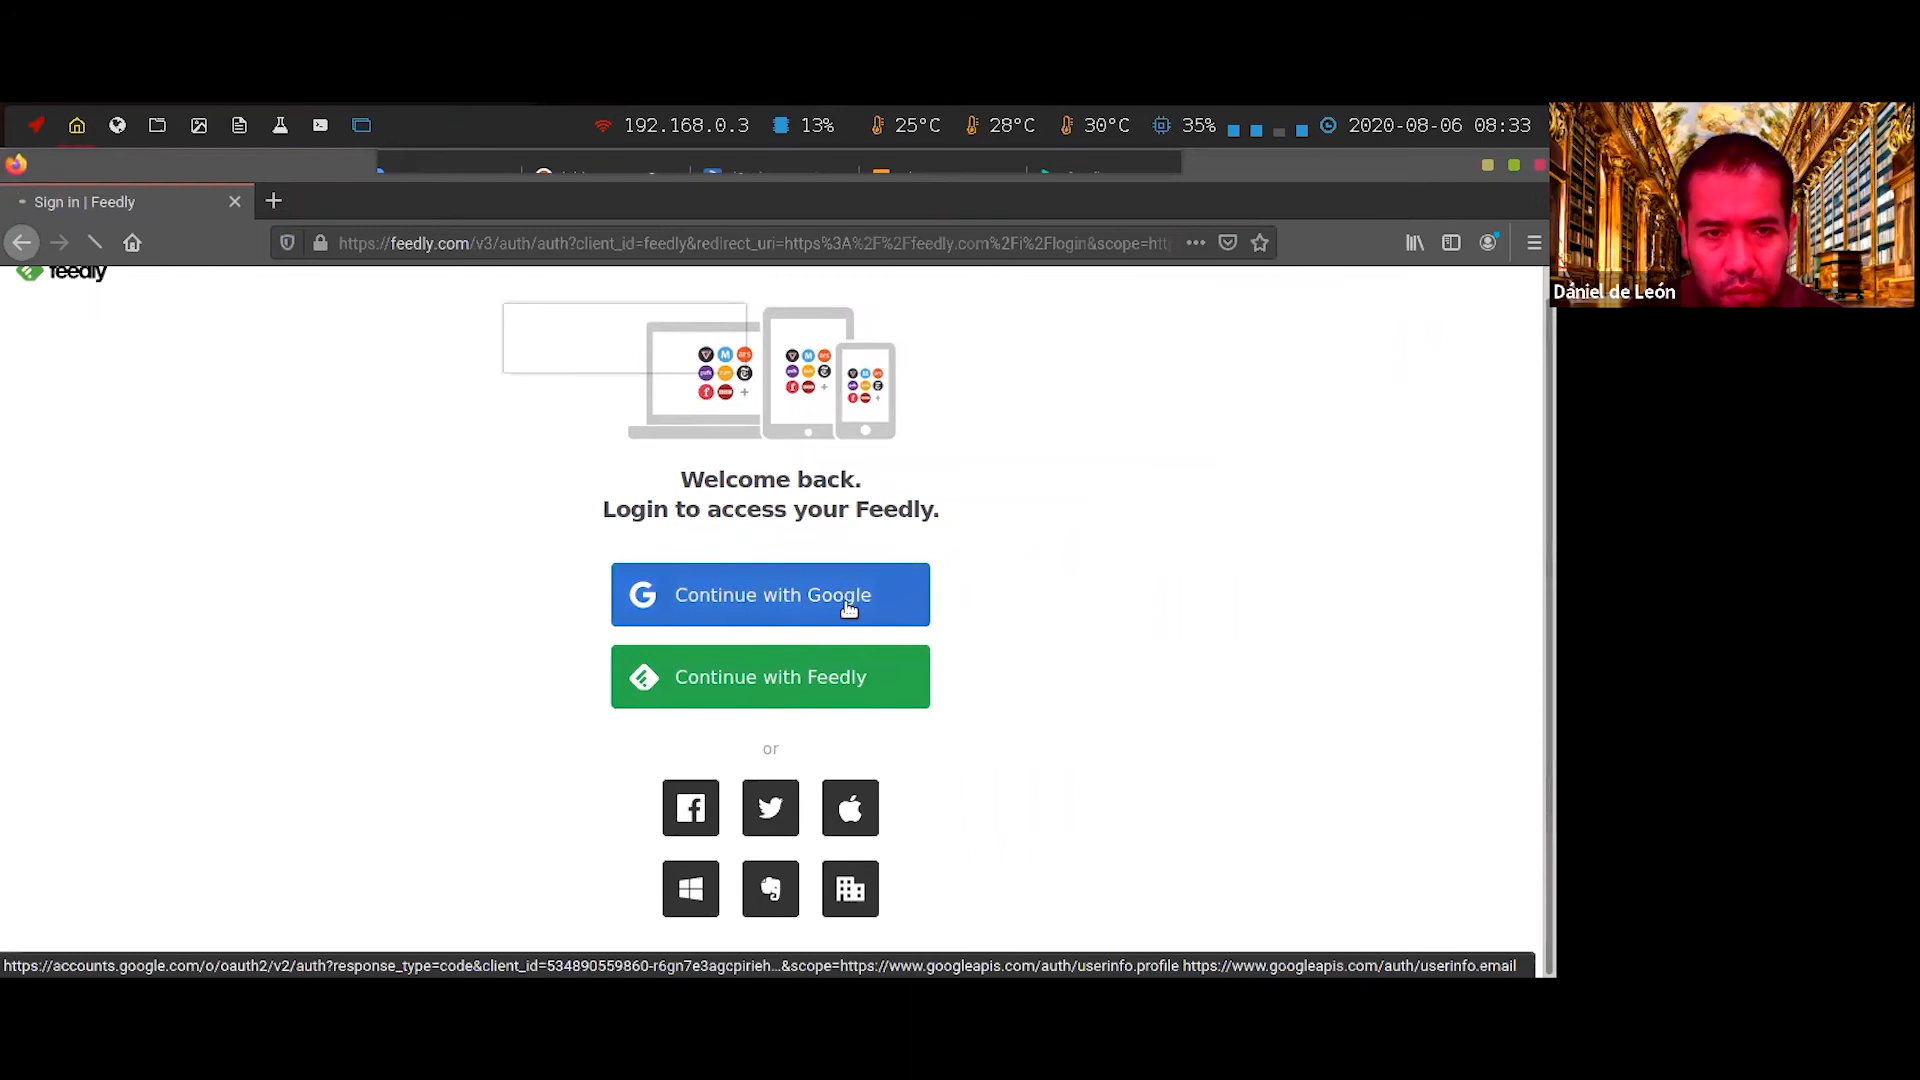 192.168.0.3 13% 25°C 28°C 30°C 35% 2020-08-06 08:33
Sign in | Feedly
https://feedly.com/v3/auth/auth?client_id=feedly&redirect_uri=https%3A%2F%2Ffeedly.com%2Fi%2Flogin&scope=htt
feedly
Dániel de León
Welcome back.
Login to access your Feedly.
G Continue with Google
Continue with Feedly
or
https://accounts.google.com/o/oauth2/v2/auth?response_type=code&client_id=534890559860-r6gn7e3agcpirieh…&scope=https://www.googleapis.com/auth/userinfo.profile https://www.googleapis.com/auth/userinfo.email